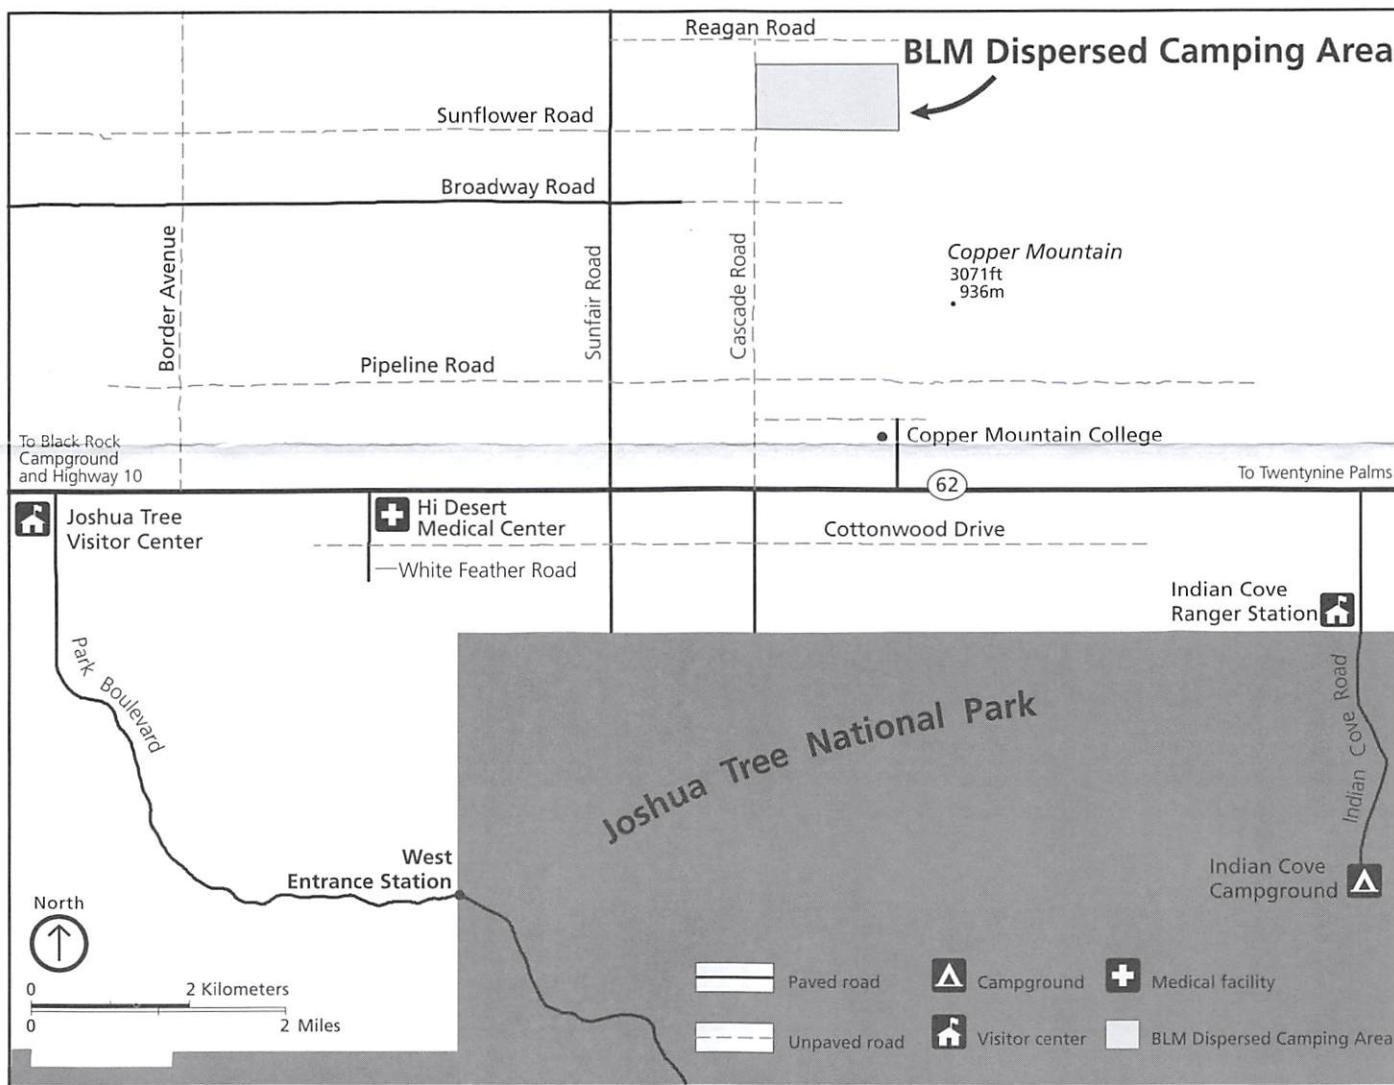 Reagan Road
BLM Dispersed Camping Area
Sunflower Road
Broadway Road
Border Avenue
Sunfair Road
Cascade Road
Copper Mountain
3071ft
936m
Pipeline Road
To Black Rock
Campground
and Highway 10
Copper Mountain College
To Twentynine Palms
62
Joshua Tree
Visitor Center
Hi Desert
Medical Center
White Feather Road
Cottonwood Drive
Indian Cove
Ranger Station
Park Boulevard
Joshua Tree National Park
Indian Cove Road
West
Entrance Station
Indian Cove
Campground
North
0 2 Kilometers
0 2 Miles
Paved road
Campground
Medical facility
Unpaved road
Visitor center
BLM Dispersed Camping Area